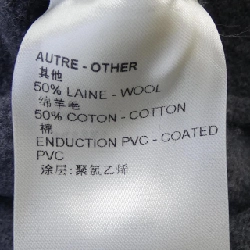 AUTRE - OTHER
其他
50% LAINE - WOOL
绵羊毛
50% COTON - COTTON
棉
ENDUCTION PVC - COATED
PVC
涂层:聚氯乙烯